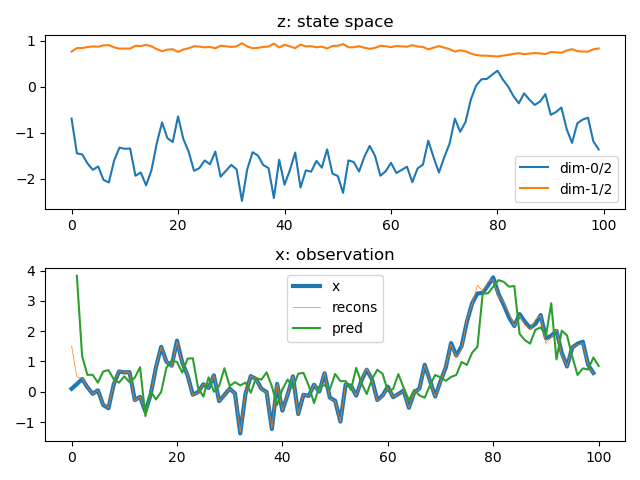 z: state space
1
0
−1
−2
dim-0/2
dim-1/2
0 20 40 60 80 100
x: observation
4
3
2
1
0
−1
x
recons
pred
0 20 40 60 80 100